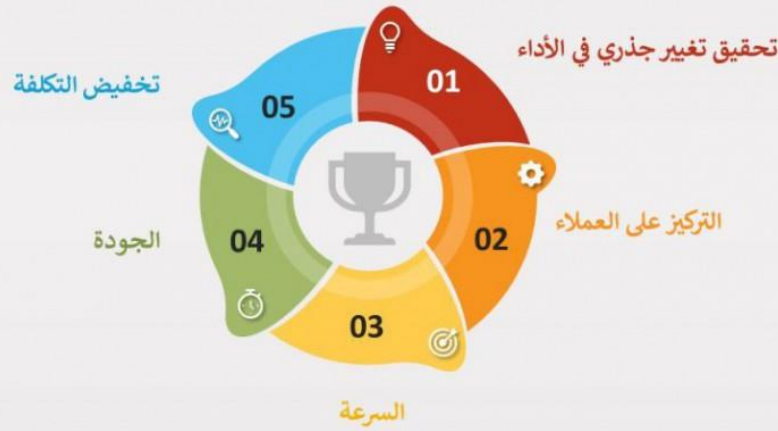 01
تحقيق تغيير جذري في الأداء
02
التركيز على العملاء
03
السرعة
04
الجودة
05
تخفيض التكلفة